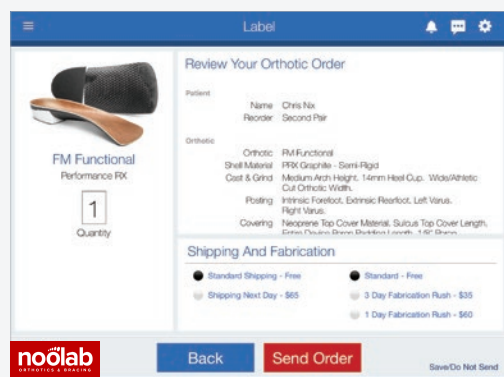 Label
Review Your Orthotic Order
Patient
Name Chris Nix
Reorder Second Pair
Orthotic
Orthotic FM Functional
Shell Material PRX Graphite - Semi-Rigid
Cast & Grind Medium Arch Height, 14mm Heel Cup, Wide/Athletic
Cut Orthotic Width.
Posting Intrinsic Forefoot, Extrinsic Rearfoot, Left Varus,
Right Varus.
Covering Neoprene Top Cover Material, Sulcus Top Cover Length,
FM Functional
Performance RX
1
Quantity
Shipping And Fabrication
Standard Shipping - Free
Standard - Free
Shipping Next Day - $65
3 Day Fabrication Rush - $35
1 Day Fabrication Rush - $60
noolab
ORTHOTICS & BRACING
Back
Send Order
Save/Do Not Send